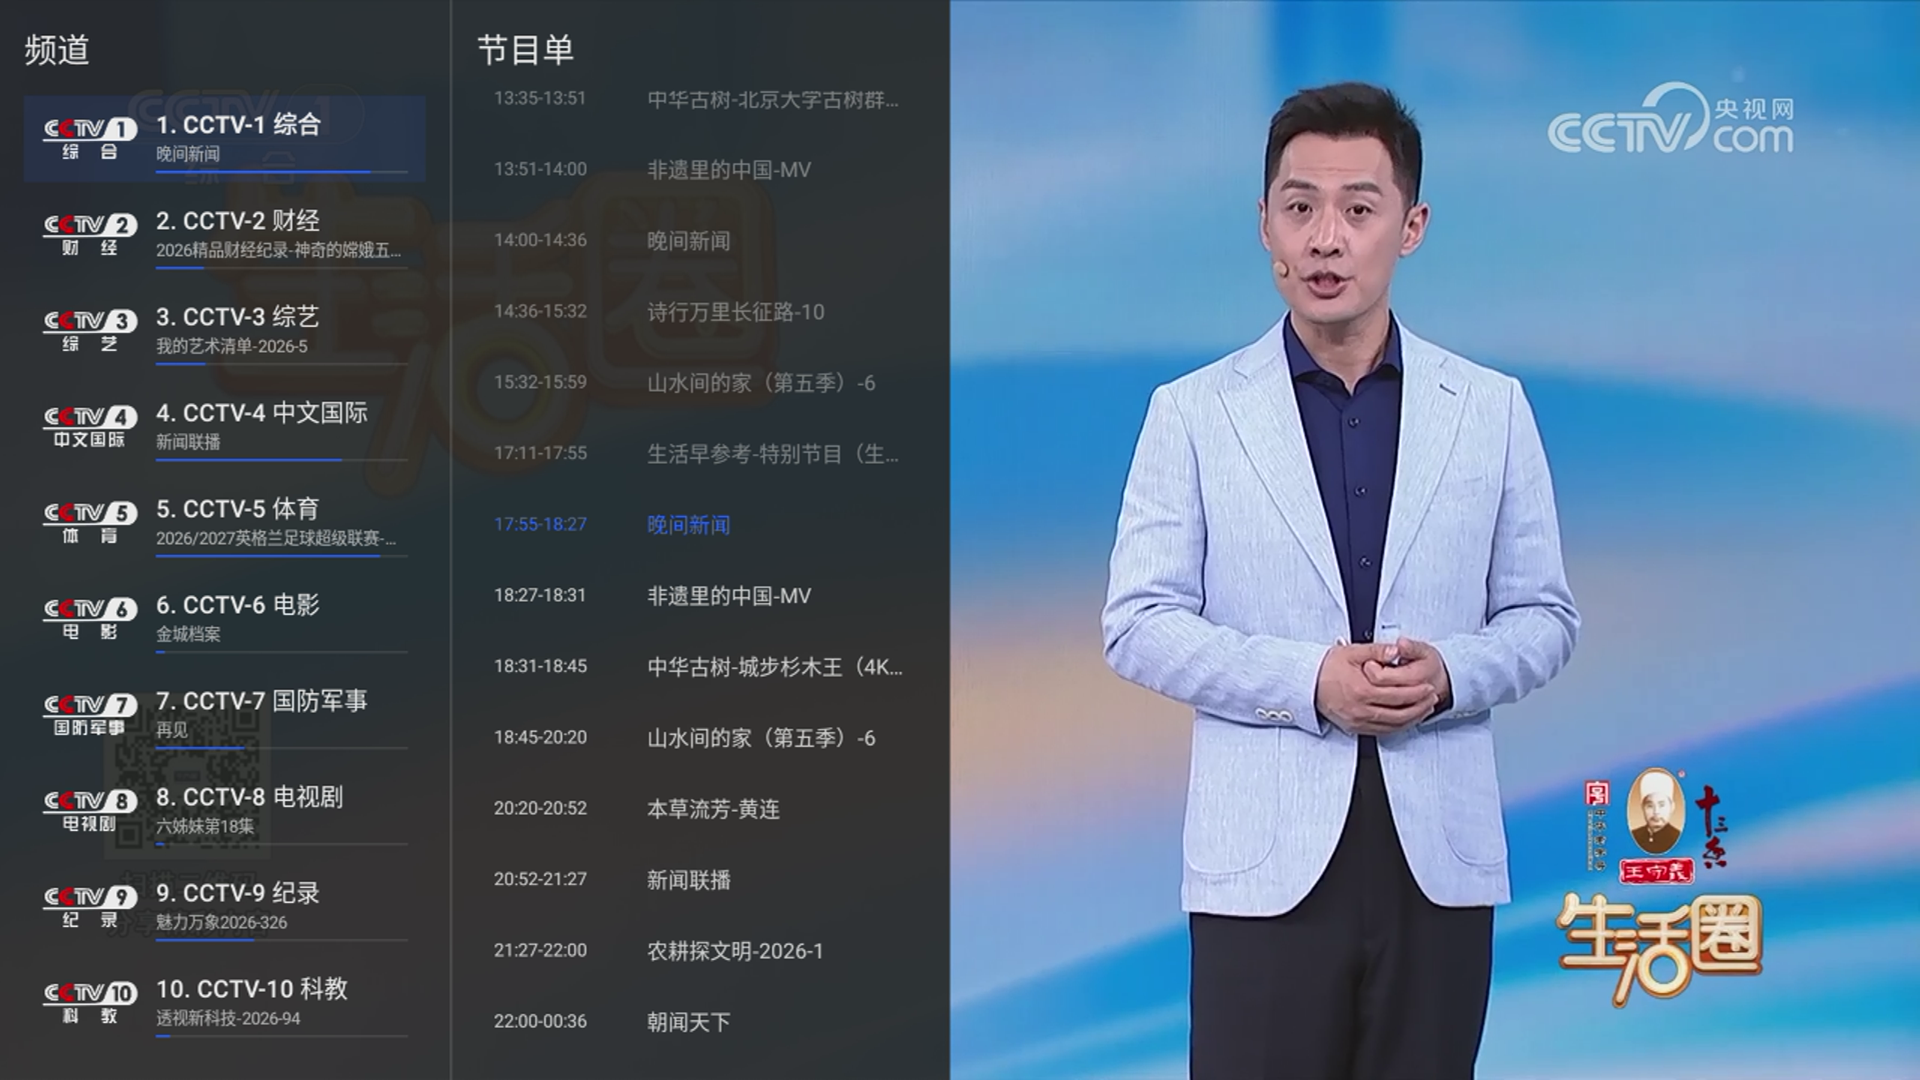 频道
CCTV 1
综 合
1. CCTV-1 综合
晚间新闻
CCTV 2
财 经
2. CCTV-2 财经
2026精品财经纪录-神奇的嫦娥五...
CCTV 3
综 艺
3. CCTV-3 综艺
我的艺术清单-2026-5
CCTV 4
中文国际
4. CCTV-4 中文国际
新闻联播
CCTV 5
体 育
5. CCTV-5 体育
2026/2027英格兰足球超级联赛-...
CCTV 6
电 影
6. CCTV-6 电影
金城档案
CCTV 7
国防军事
7. CCTV-7 国防军事
再见
CCTV 8
电视剧
8. CCTV-8 电视剧
六姊妹第18集
CCTV 9
纪 录
9. CCTV-9 纪录
魅力万象2026-326
CCTV 10
科 教
10. CCTV-10 科教
透视新科技-2026-94
节目单
13:35-13:51 中华古树-北京大学古树群...
13:51-14:00 非遗里的中国-MV
14:00-14:36 晚间新闻
14:36-15:32 诗行万里长征路-10
15:32-15:59 山水间的家（第五季）-6
17:11-17:55 生活早参考-特别节目（生...
17:55-18:27 晚间新闻
18:27-18:31 非遗里的中国-MV
18:31-18:45 中华古树-城步杉木王（4K...
18:45-20:20 山水间的家（第五季）-6
20:20-20:52 本草流芳-黄连
20:52-21:27 新闻联播
21:27-22:00 农耕探文明-2026-1
22:00-00:36 朝闻天下
CCTV 央视网
com
十三香
王守義
生活圈